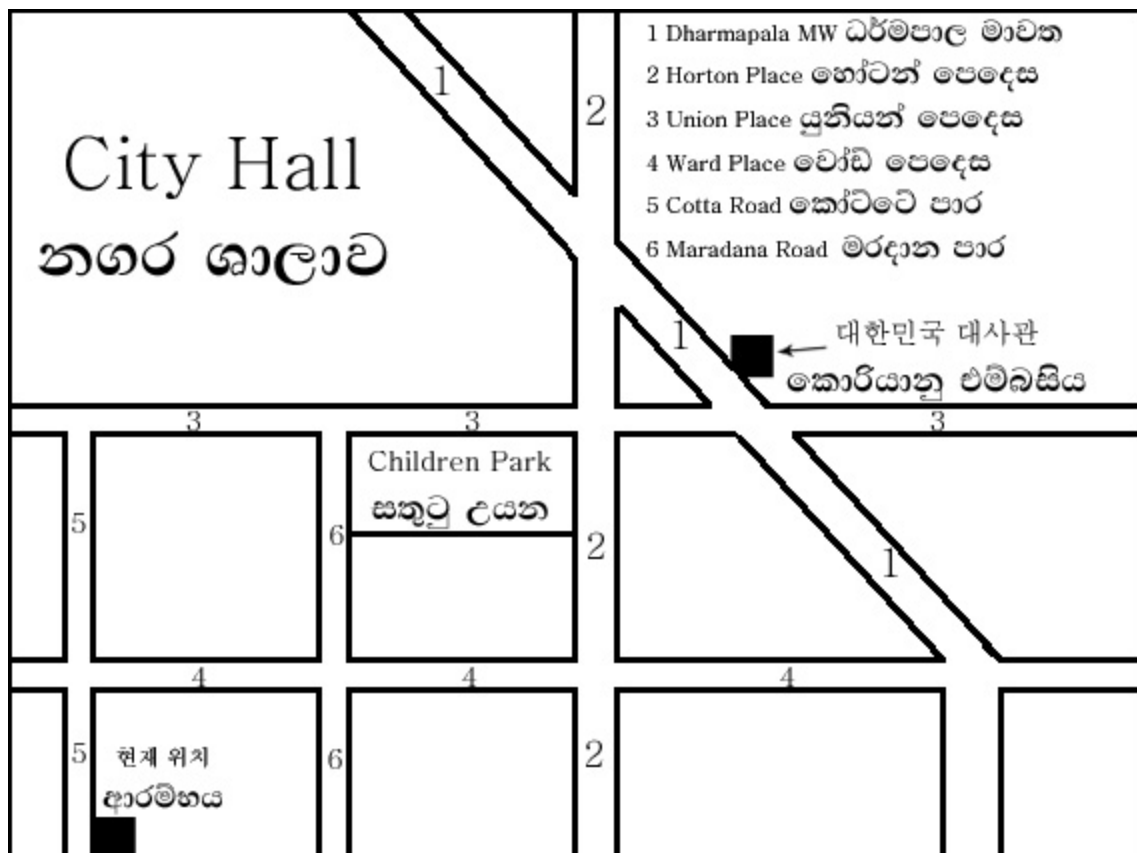 1 Dharmapala MW ධර්මපාල මාවත
2 Horton Place හෝටන් පෙදෙස
3 Union Place යුනියන් පෙදෙස
4 Ward Place වෝඩ් පෙදෙස
5 Cotta Road කෝට්ටේ පාර
6 Maradana Road මරදාන පාර
1
2
City Hall
නගර ශාලාව
1
대한민국 대사관
කොරියානු එම්බසිය
3
3
3
Children Park
සතුටු උයන
5
6
2
1
4
4
4
5
현재 위치
ආරම්භය
6
2